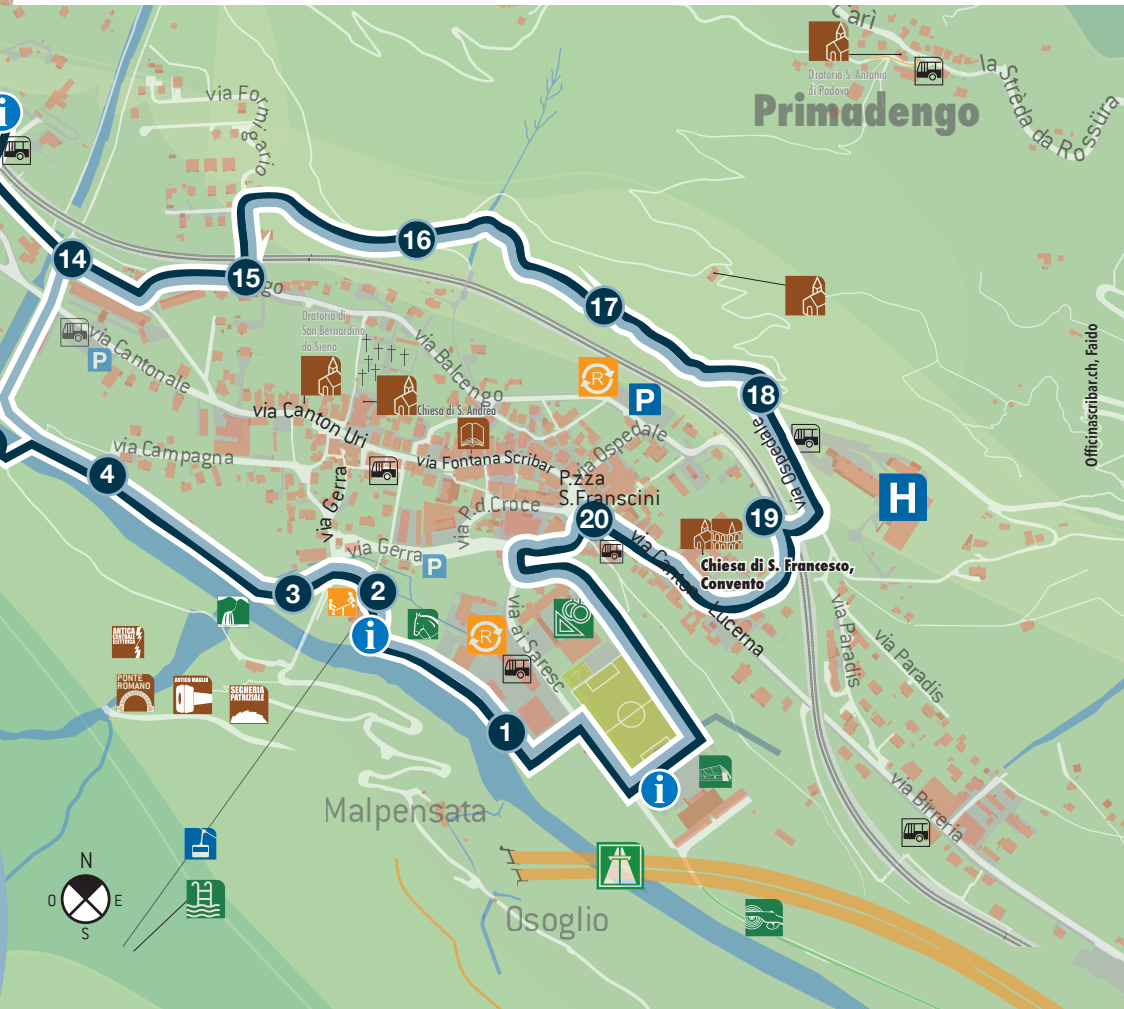 Carì
Oratorio S. Antonio
di Padova
Primadengo
la Strèda da Rossüra
via Formigario
i
14
15
16
17
18
19
20
Oratorio di
San Bernardino
da Siena
via Cantonale
P
via Balcengo
R
P
via Canton Uri
Chiesa di S. Andrea
via Campagna
via Fontana Scribar
via Ospedale
P.zza
S.Franscini
via Ospedale
H
Officinascribar.ch, Faido
4
via Gerra
via P.d.Croce
via Gerra
P
Chiesa di S. Francesco,
Convento
via Canton Lucerna
3
2
i
R
via ai Saresc
via Paradis
via Paradis
ANTICA
CENTRALE
ELETTRICA
PONTE
ROMANO
ANTICO MAGLIO
SEGHERIA
PATRIZIALE
1
i
via Birreria
Malpensata
Osoglio
N
O
E
S